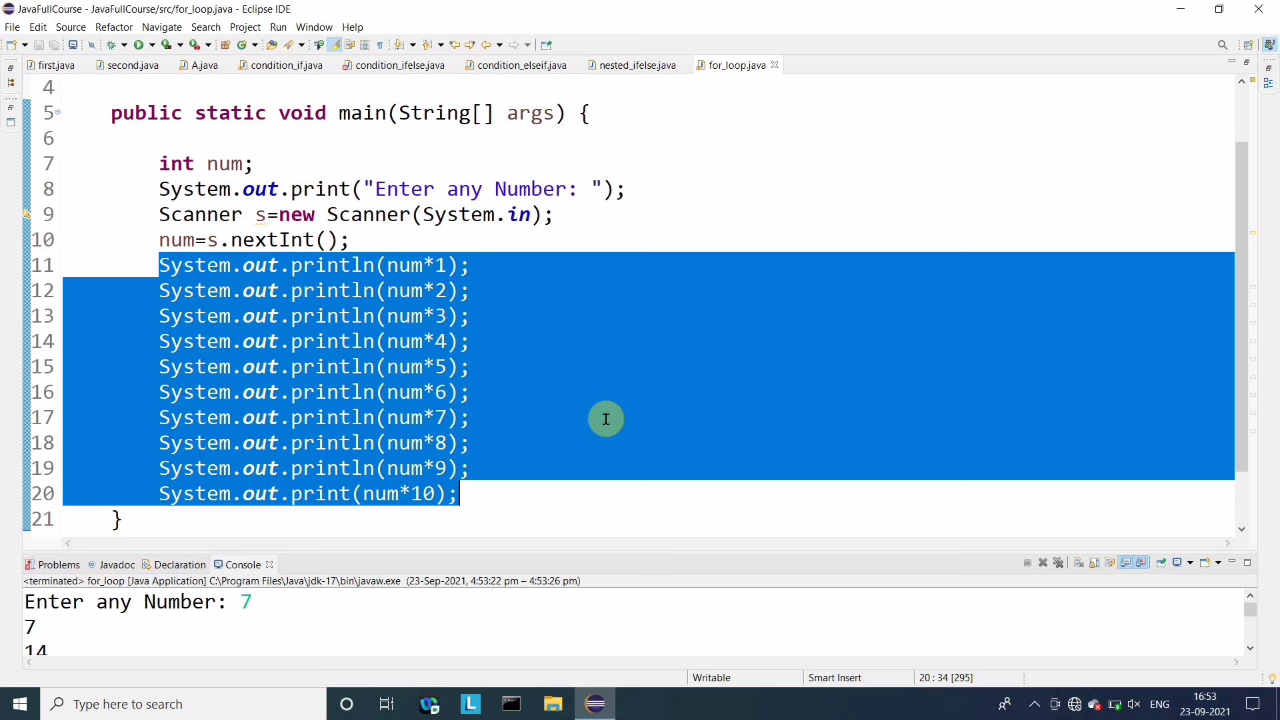 JavaFullCourse - JavaFullCourse/src/for_loop.java - Eclipse IDE
File Edit Source Refactor Navigate Search Project Run Window Help
first.java second.java A.java condition_if.java condition_ifelse.java condition_elseif.java nested_ifelse.java for_loop.java
4
5 public static void main(String[] args) {
6
7 int num;
8 System.out.print("Enter any Number: ");
9 Scanner s=new Scanner(System.in);
10 num=s.nextInt();
11 System.out.println(num*1);
12 System.out.println(num*2);
13 System.out.println(num*3);
14 System.out.println(num*4);
15 System.out.println(num*5);
16 System.out.println(num*6);
17 System.out.println(num*7);
18 System.out.println(num*8);
19 System.out.println(num*9);
20 System.out.print(num*10);
21 }
Problems Javadoc Declaration Console
<terminated> for_loop [Java Application] C:\Program Files\Java\jdk-17\bin\javaw.exe (23-Sep-2021, 4:53:22 pm – 4:53:26 pm)
Enter any Number: 7
7
14
Writable Smart Insert 20 : 34 [295]
Type here to search L ENG 16:53
23-09-2021